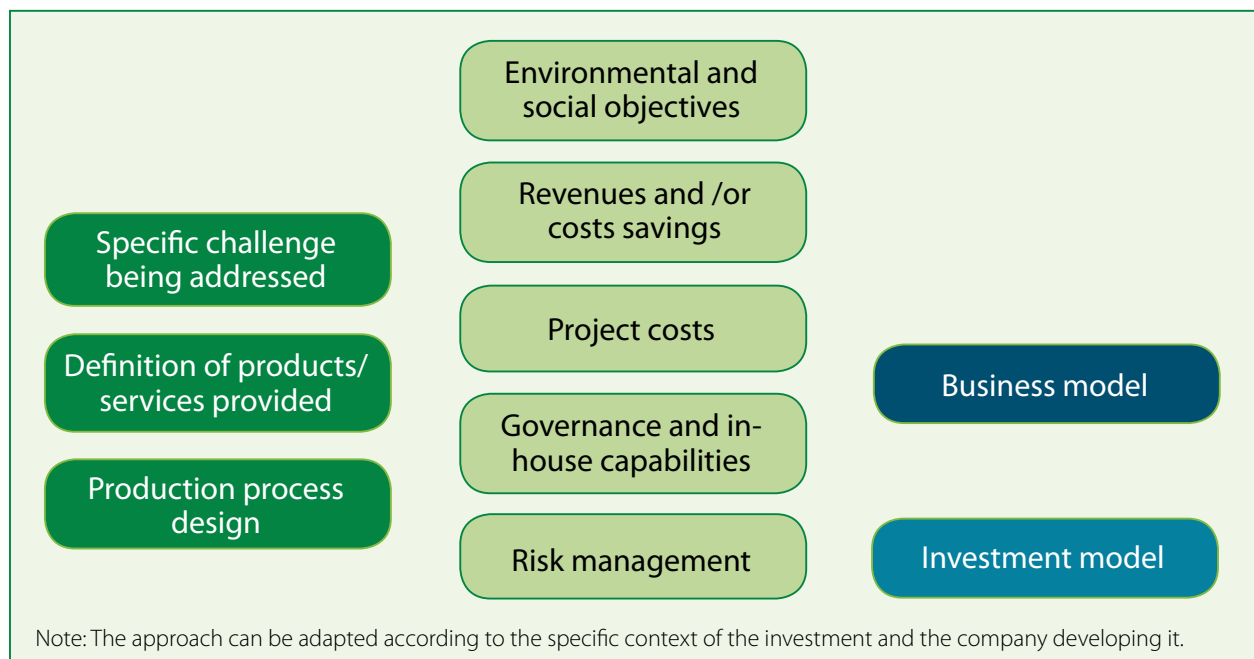 Specific challenge
being addressed
Definition of products/
services provided
Production process
design
Environmental and
social objectives
Revenues and /or
costs savings
Project costs
Governance and in-
house capabilities
Risk management
Business model
Investment model
Note: The approach can be adapted according to the specific context of the investment and the company developing it.